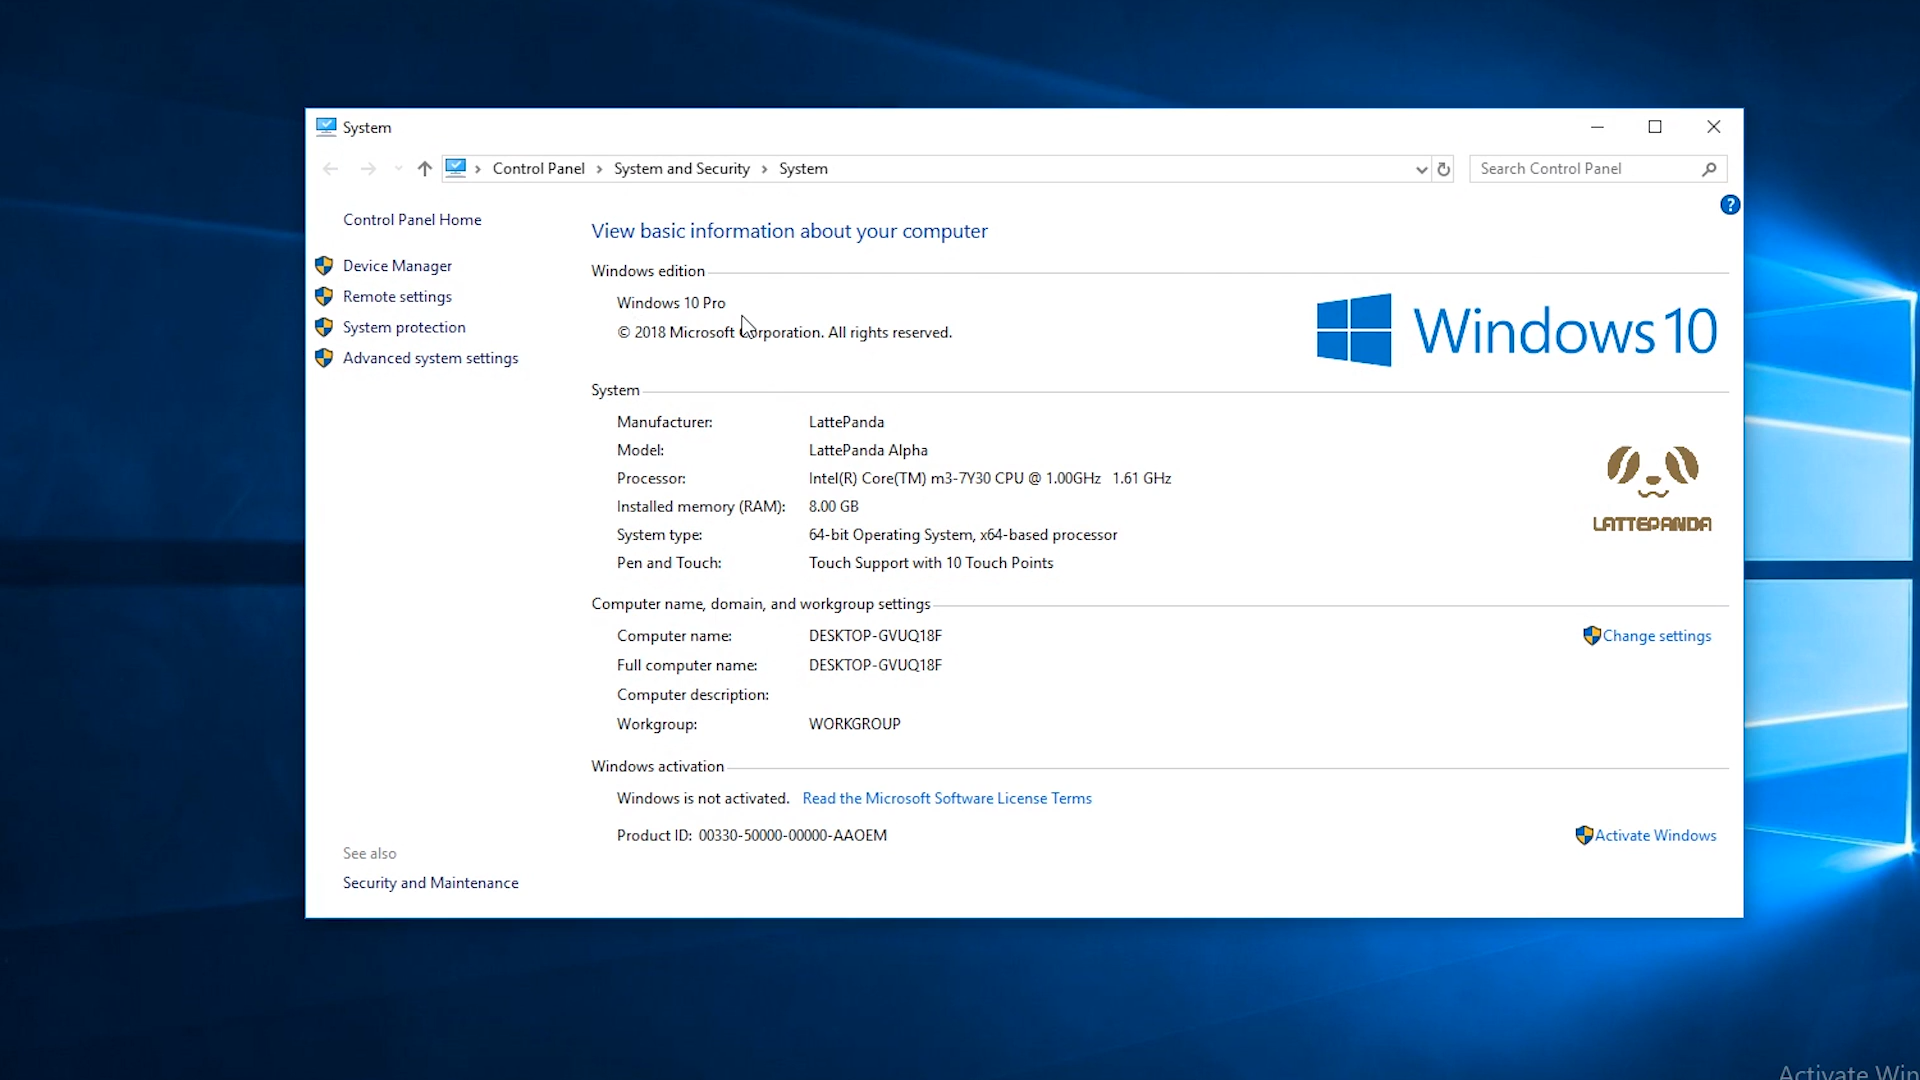 System
Control Panel > System and Security > System
Search Control Panel
?
Control Panel Home
Device Manager
Remote settings
System protection
Advanced system settings
View basic information about your computer
Windows edition
Windows 10 Pro
© 2018 Microsoft Corporation. All rights reserved.
Windows 10
System
Manufacturer: LattePanda
Model: LattePanda Alpha
Processor: Intel(R) Core(TM) m3-7Y30 CPU @ 1.00GHz 1.61 GHz
Installed memory (RAM): 8.00 GB
System type: 64-bit Operating System, x64-based processor
Pen and Touch: Touch Support with 10 Touch Points
LATTEPANDA
Computer name, domain, and workgroup settings
Computer name: DESKTOP-GVUQ18F
Change settings
Full computer name: DESKTOP-GVUQ18F
Computer description:
Workgroup: WORKGROUP
Windows activation
Windows is not activated. Read the Microsoft Software License Terms
Product ID: 00330-50000-00000-AAOEM
Activate Windows
See also
Security and Maintenance
Activate Win